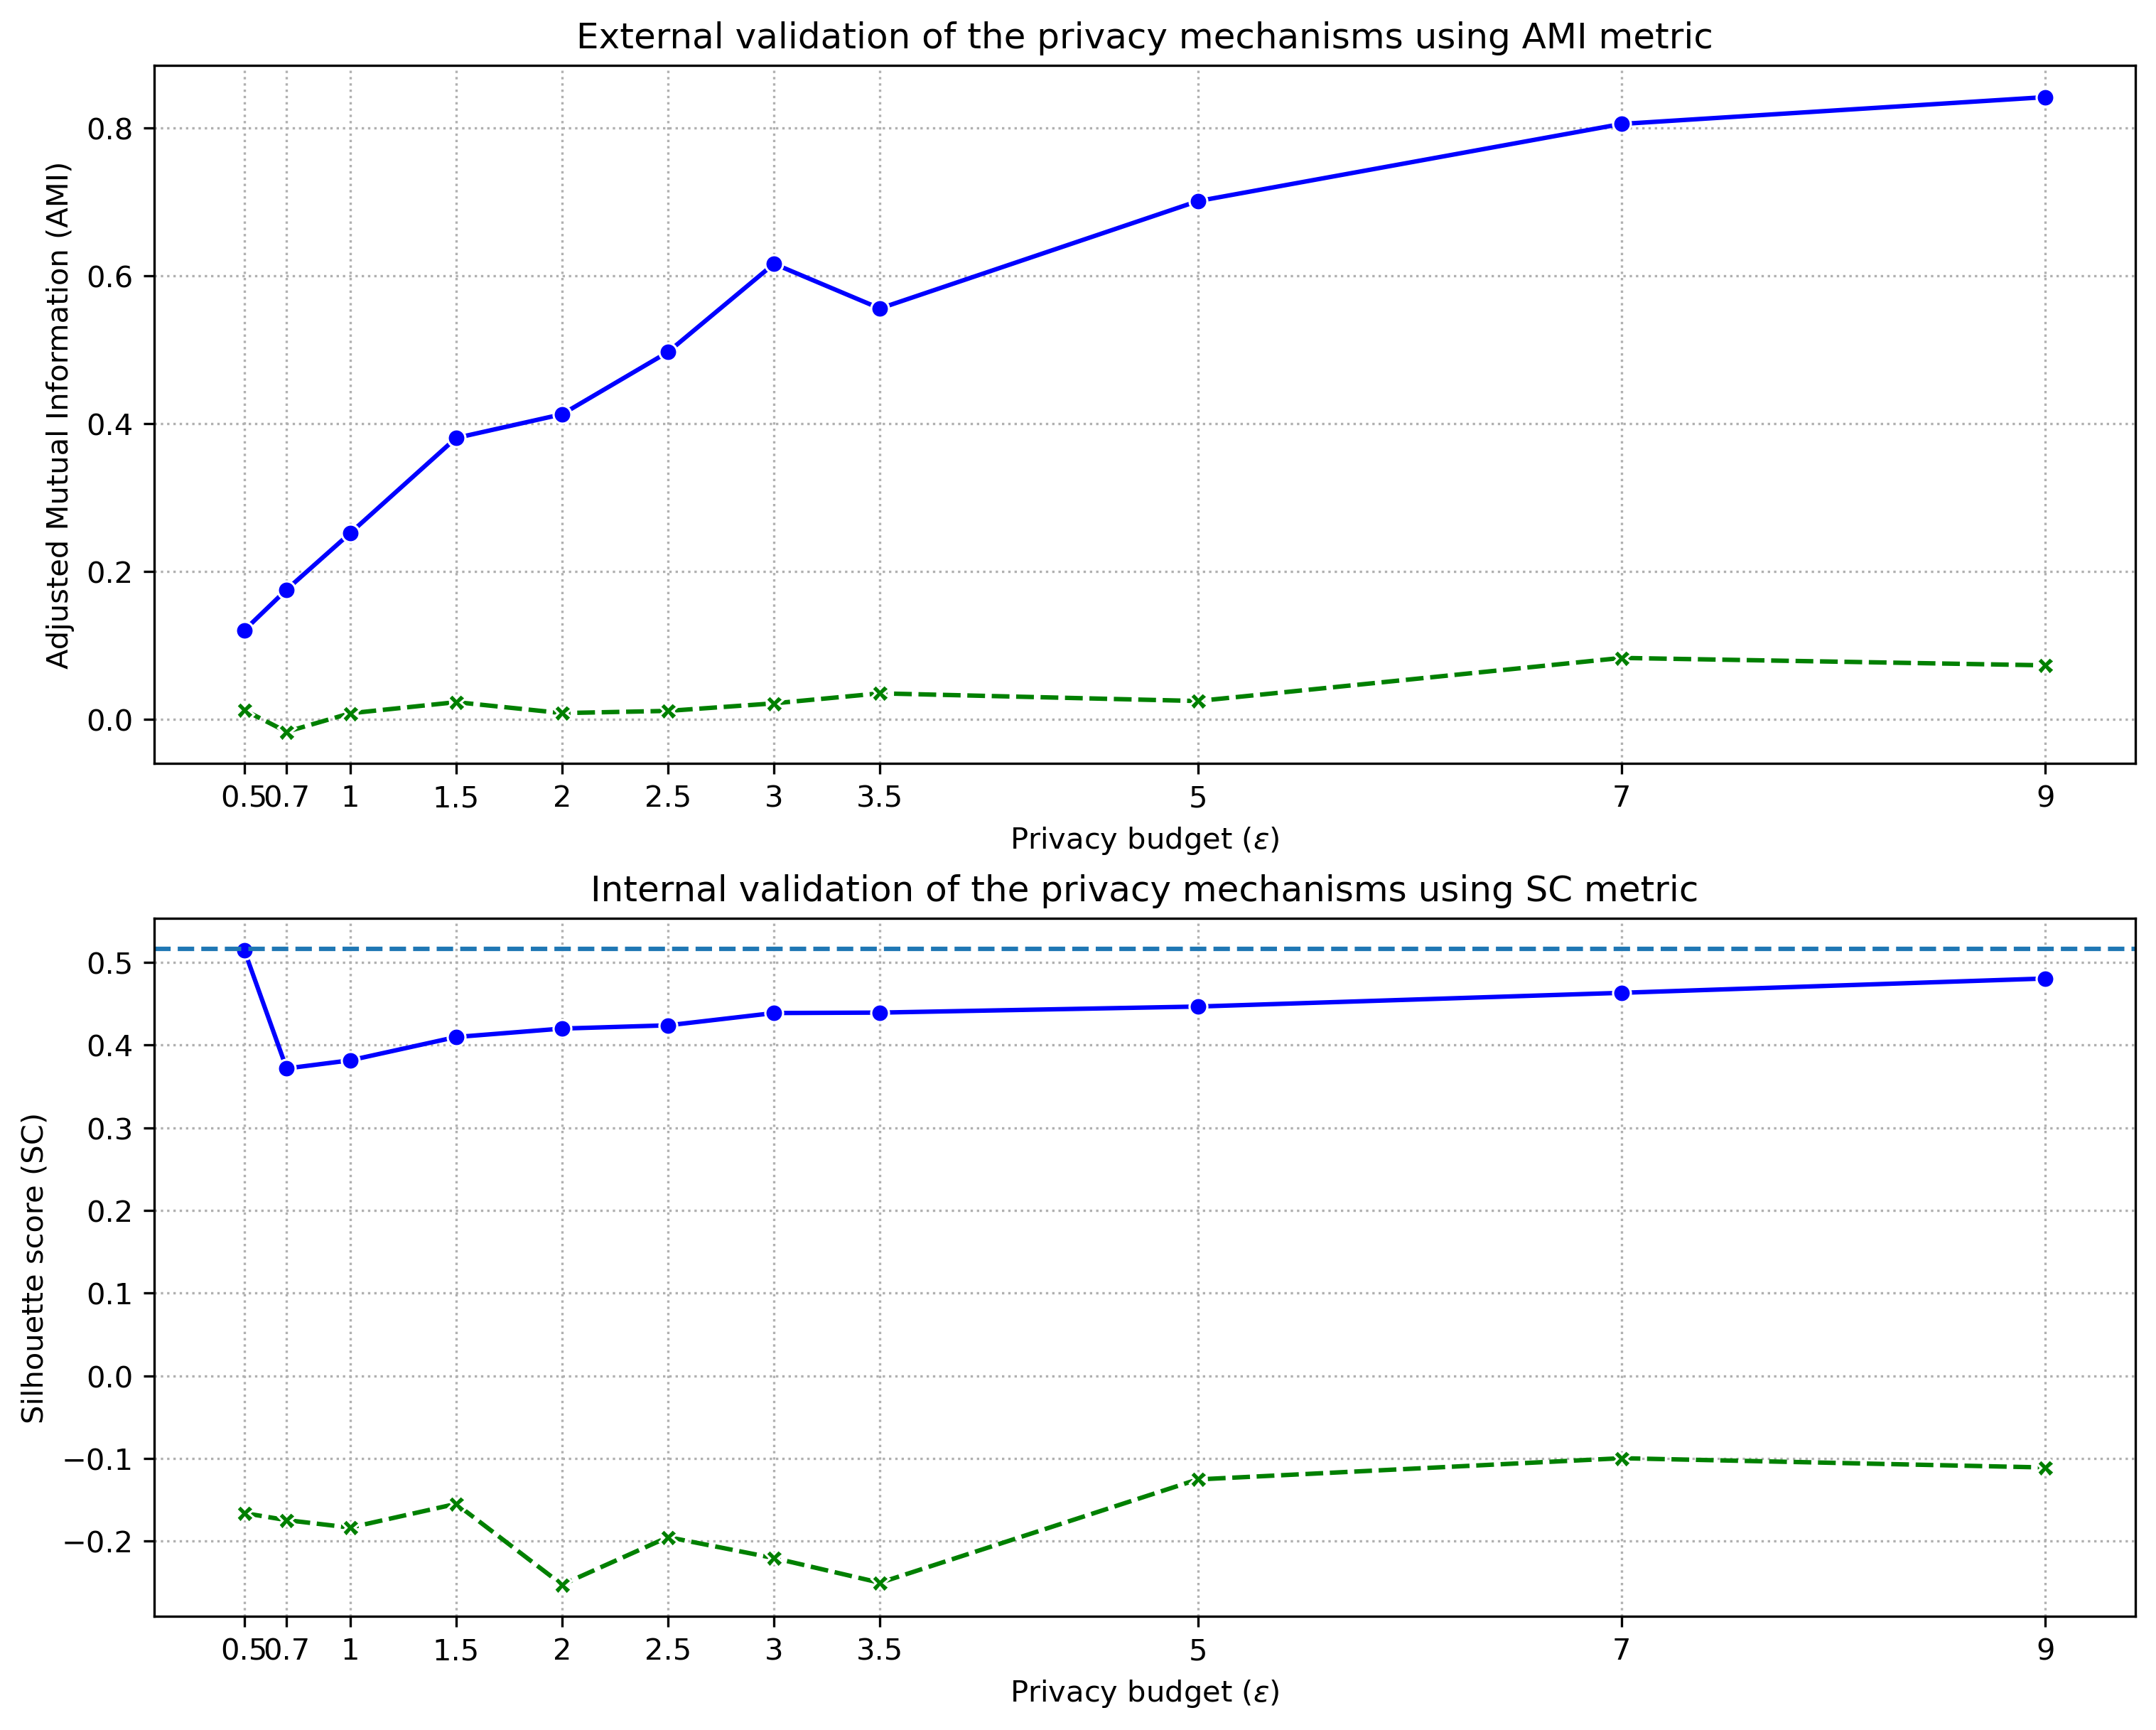 External validation of the privacy mechanisms using AMI metric
Adjusted Mutual Information (AMI)
0.8
0.6
0.4
0.2
0.0
0.5 0.7 1 1.5 2 2.5 3 3.5 5 7 9
Privacy budget (ε)
Internal validation of the privacy mechanisms using SC metric
Silhouette score (SC)
0.5
0.4
0.3
0.2
0.1
0.0
−0.1
−0.2
0.5 0.7 1 1.5 2 2.5 3 3.5 5 7 9
Privacy budget (ε)